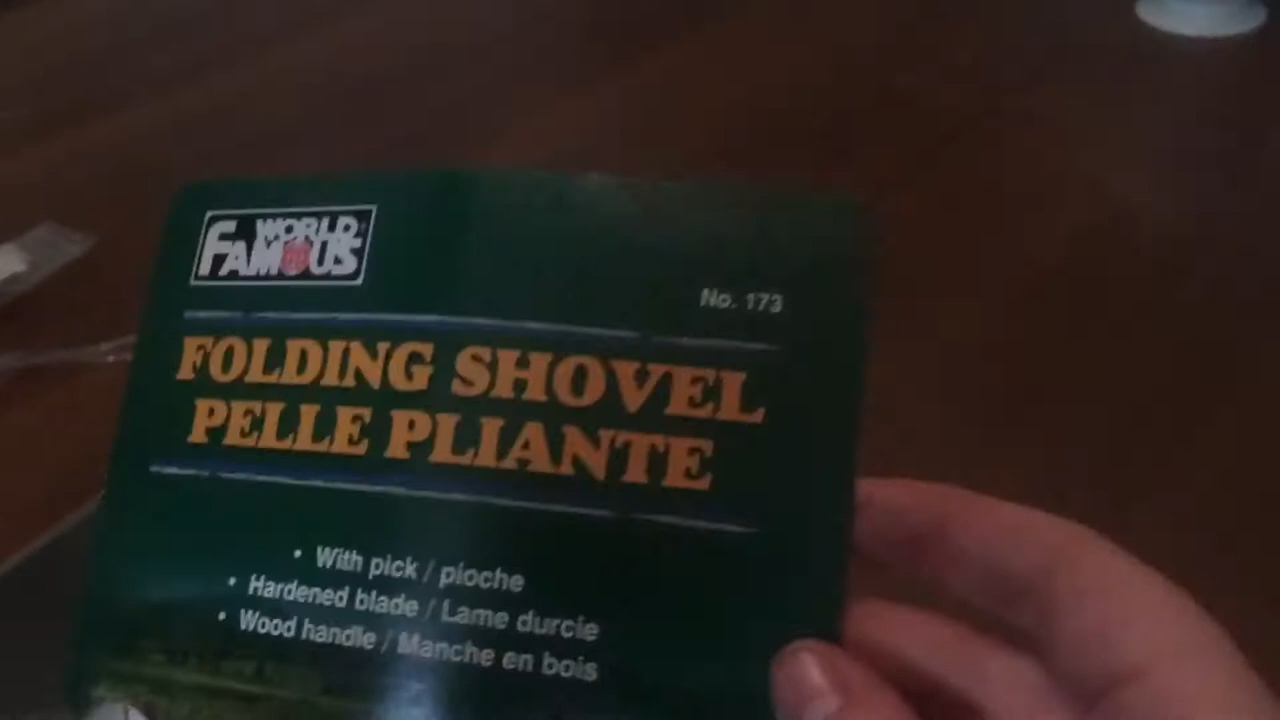 WORLD
FAMOUS
No. 173
FOLDING SHOVEL
PELLE PLIANTE
• With pick / pioche
• Hardened blade / Lame durcie
• Wood handle / Manche en bois